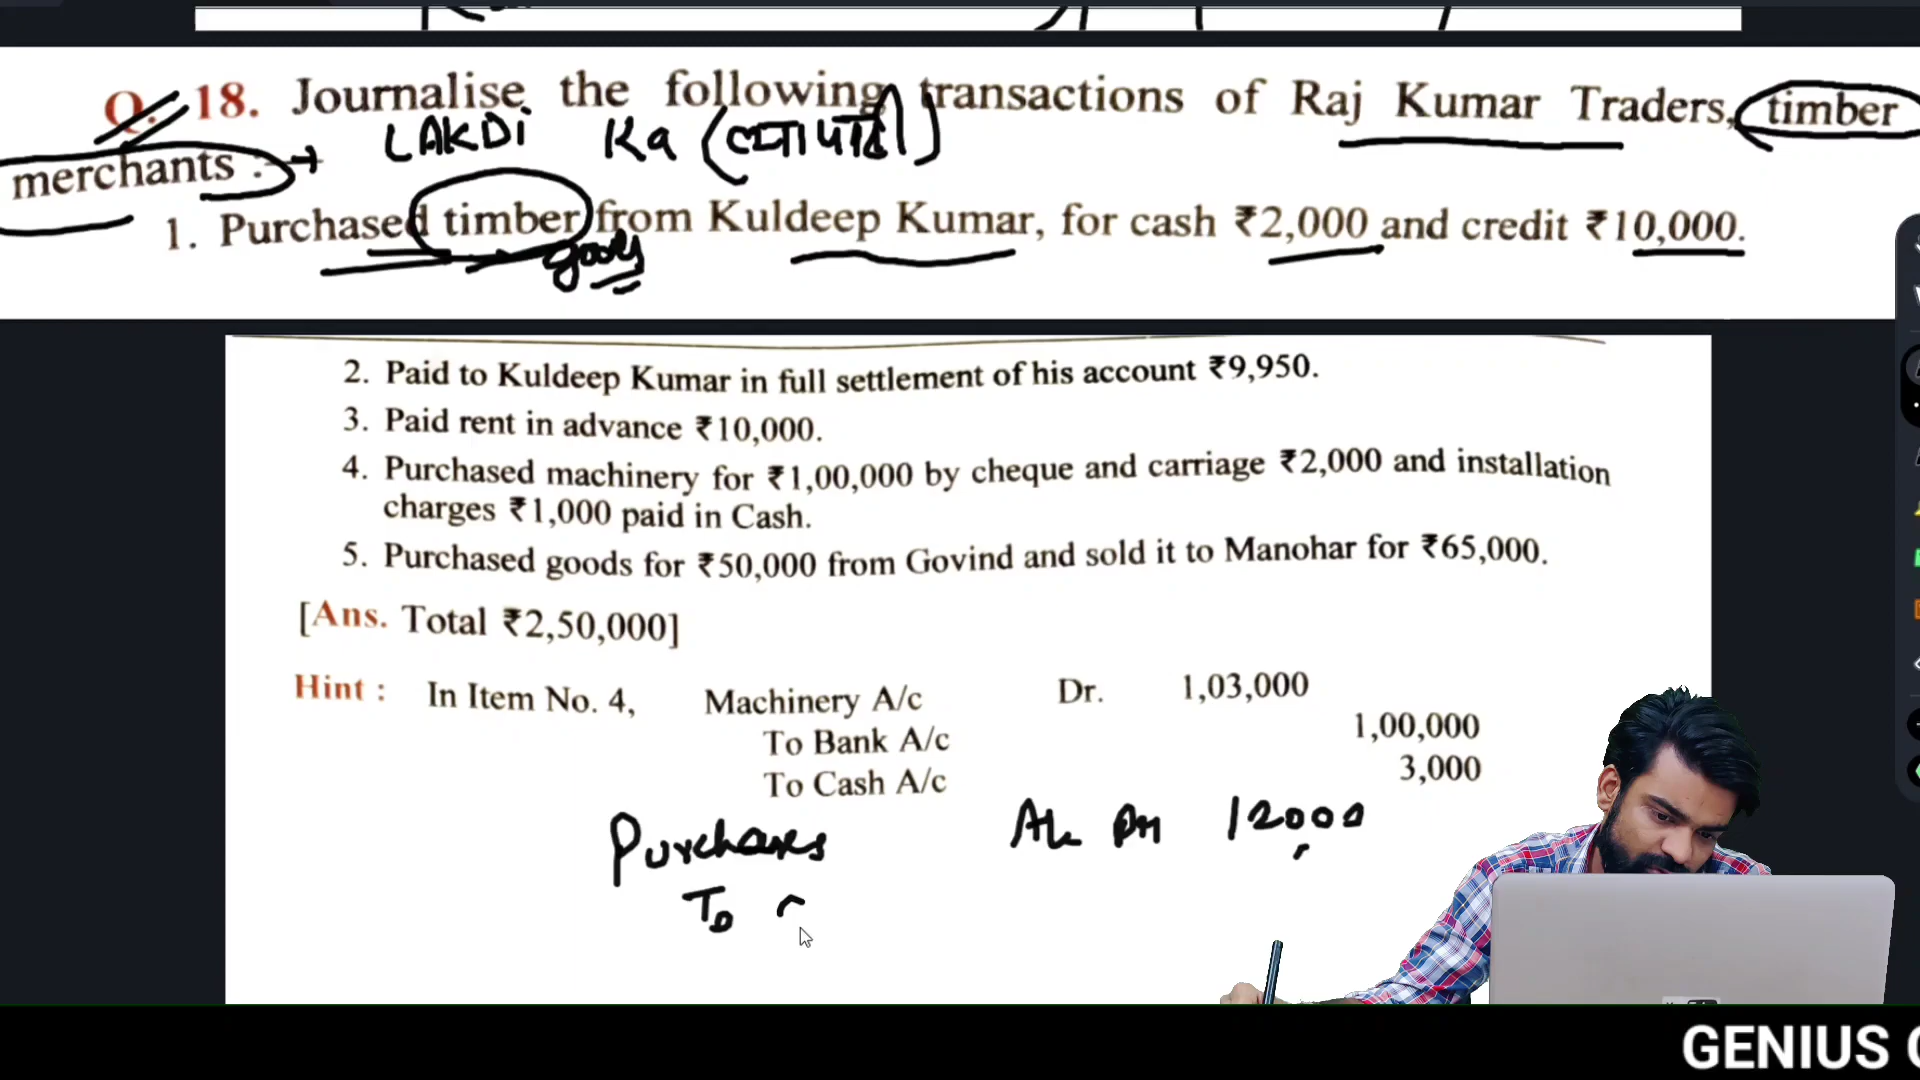 Q. 18. Journalise the following transactions of Raj Kumar Traders, timber
LAKDi Ka
merchants :
1. Purchased timber from Kuldeep Kumar, for cash ₹2,000 and credit ₹10,000.
goods
2. Paid to Kuldeep Kumar in full settlement of his account ₹9,950.
3. Paid rent in advance ₹10,000.
4. Purchased machinery for ₹1,00,000 by cheque and carriage ₹2,000 and installation
charges ₹1,000 paid in Cash.
5. Purchased goods for ₹50,000 from Govind and sold it to Manohar for ₹65,000.
[Ans. Total ₹2,50,000]
Hint : In Item No. 4, Machinery A/c Dr. 1,03,000
To Bank A/c 1,00,000
To Cash A/c 3,000
Purchases A/c Dr 12000
To
GENIUS